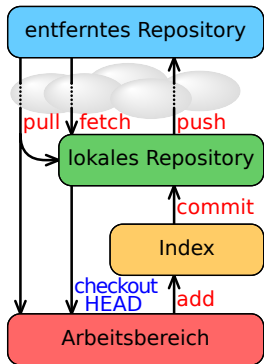 entferntes Repository
pull
fetch
push
lokales Repository
commit
Index
checkout
HEAD
add
Arbeitsbereich